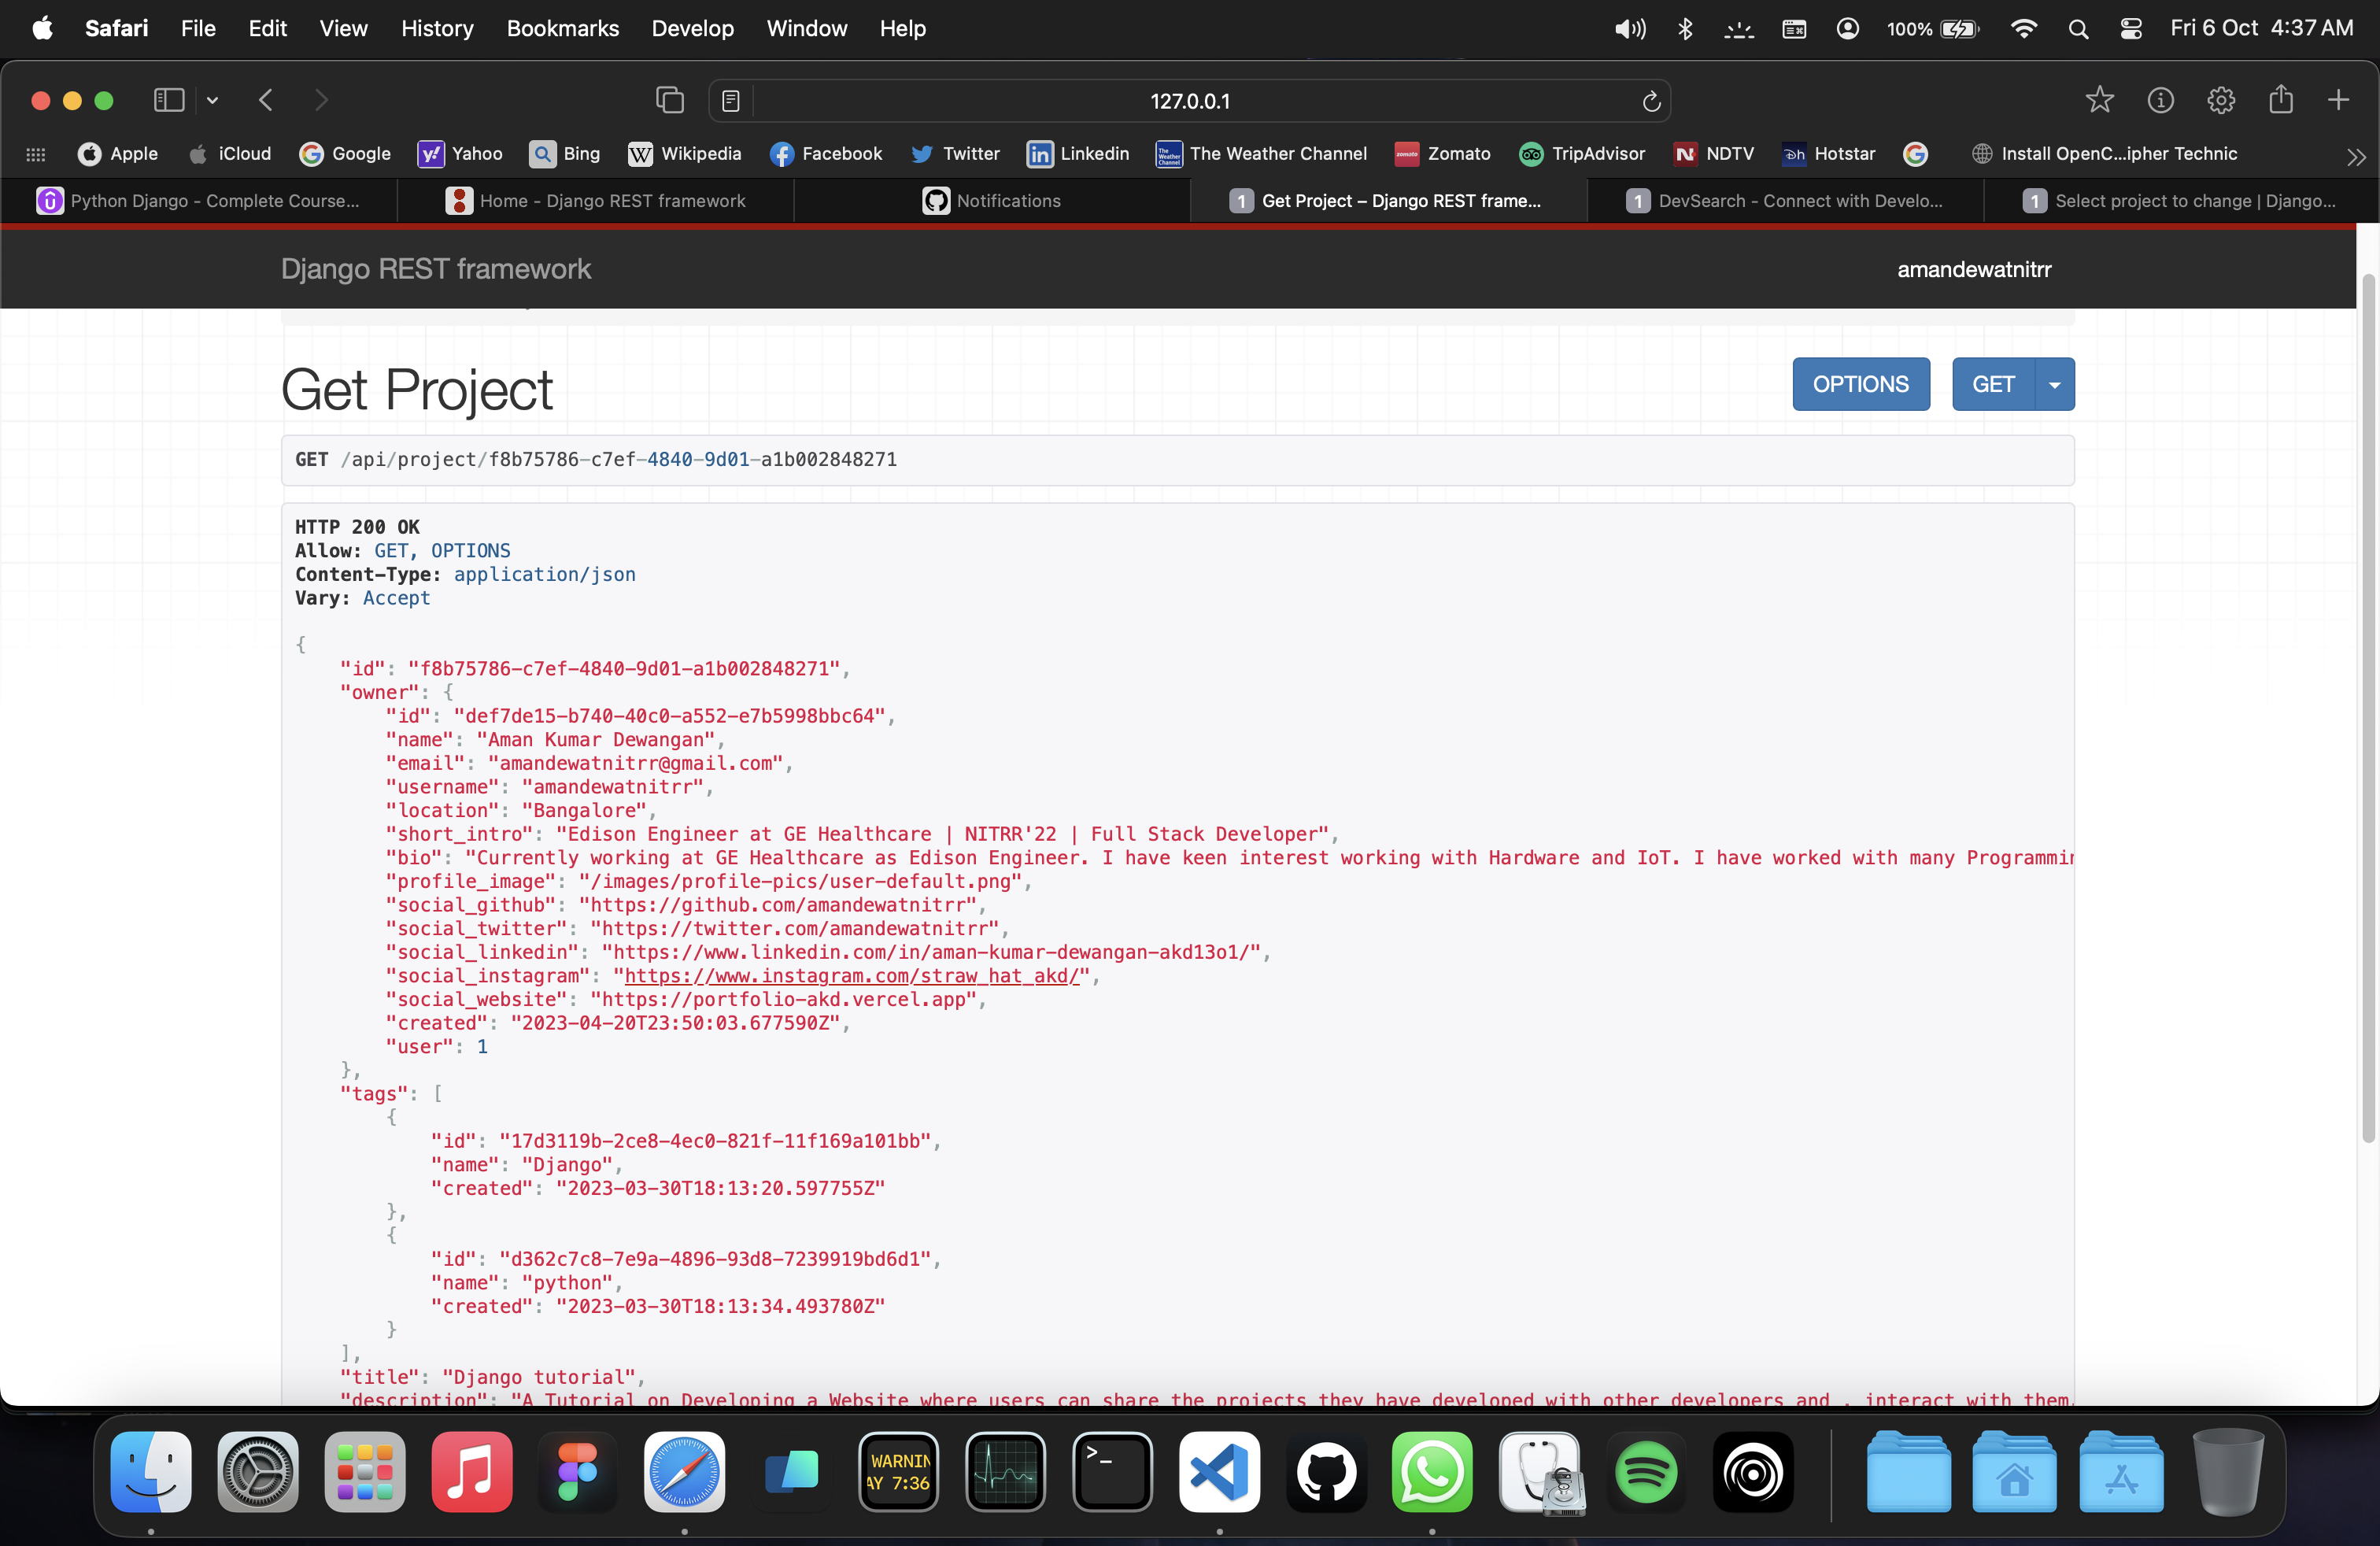 Safari File Edit View History Bookmarks Develop Window Help 100% Fri 6 Oct 4:37 AM
127.0.0.1
Apple iCloud Google Yahoo Bing Wikipedia Facebook Twitter Linkedin The Weather Channel Zomato TripAdvisor NDTV Hotstar Install OpenC...ipher Technic
Python Django - Complete Course... Home - Django REST framework Notifications 1 Get Project – Django REST frame... 1 DevSearch - Connect with Develo... 1 Select project to change | Django...
Django REST framework amandewatnitrr
Get Project OPTIONS GET
GET /api/project/f8b75786-c7ef-4840-9d01-a1b002848271
HTTP 200 OK
Allow: GET, OPTIONS
Content-Type: application/json
Vary: Accept
{
"id": "f8b75786-c7ef-4840-9d01-a1b002848271",
"owner": {
"id": "def7de15-b740-40c0-a552-e7b5998bbc64",
"name": "Aman Kumar Dewangan",
"email": "amandewatnitrr@gmail.com",
"username": "amandewatnitrr",
"location": "Bangalore",
"short_intro": "Edison Engineer at GE Healthcare | NITRR'22 | Full Stack Developer",
"bio": "Currently working at GE Healthcare as Edison Engineer. I have keen interest working with Hardware and IoT. I have worked with many Programmin
"profile_image": "/images/profile-pics/user-default.png",
"social_github": "https://github.com/amandewatnitrr",
"social_twitter": "https://twitter.com/amandewatnitrr",
"social_linkedin": "https://www.linkedin.com/in/aman-kumar-dewangan-akd13o1/",
"social_instagram": "https://www.instagram.com/straw_hat_akd/",
"social_website": "https://portfolio-akd.vercel.app",
"created": "2023-04-20T23:50:03.677590Z",
"user": 1
},
"tags": [
{
"id": "17d3119b-2ce8-4ec0-821f-11f169a101bb",
"name": "Django",
"created": "2023-03-30T18:13:20.597755Z"
},
{
"id": "d362c7c8-7e9a-4896-93d8-7239919bd6d1",
"name": "python",
"created": "2023-03-30T18:13:34.493780Z"
}
],
"title": "Django tutorial",
"description": "A Tutorial on Developing a Website where users can share the projects they have developed with other developers and , interact with them
WARNIN
AY 7:36